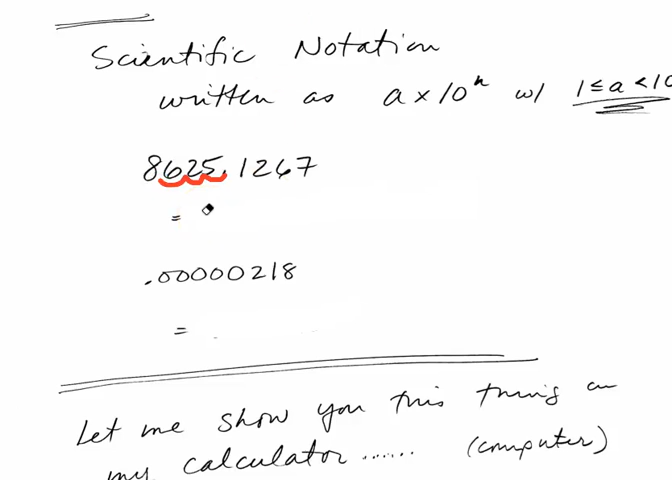 Scientific Notation
written as a × 10ⁿ w/ 1 ≤ a < 10
8625.1267
=
.00000218
=
Let me show you this thing on
my calculator...... (computer)